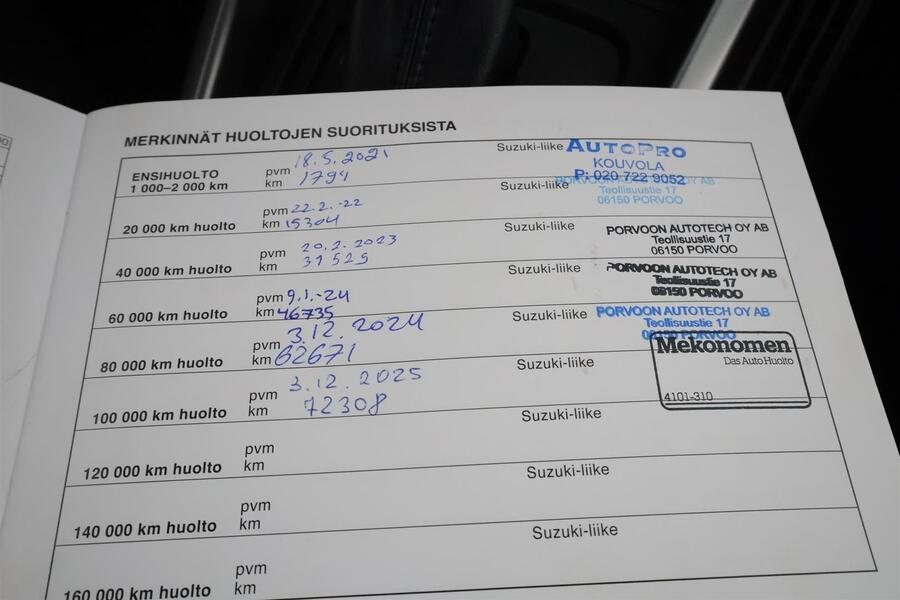 MERKINNÄT HUOLTOJEN SUORITUKSISTA
ENSIHUOLTO
1 000–2 000 km
pvm 18.5.2021
km 1794
Suzuki-liike
AUTOPRO
KOUVOLA
P: 020 722 9052
20 000 km huolto
pvm 22.2.-22
km 15304
Suzuki-liike
PORVOON AUTOTECH OY AB
Teollisuustie 17
06150 PORVOO
40 000 km huolto
pvm 20.2.2023
km 31525
Suzuki-liike
PORVOON AUTOTECH OY AB
Teollisuustie 17
06150 PORVOO
60 000 km huolto
pvm 9.1.-24
km 46735
Suzuki-liike
PORVOON AUTOTECH OY AB
Teollisuustie 17
06150 PORVOO
80 000 km huolto
pvm 3.12.2024
km 62671
Suzuki-liike
PORVOON AUTOTECH OY AB
Teollisuustie 17
06150 PORVOO
100 000 km huolto
pvm 3.12.2025
km 72308
Suzuki-liike
Mekonomen
Das Auto Huolto
4101-310
120 000 km huolto
pvm
km
Suzuki-liike
140 000 km huolto
pvm
km
Suzuki-liike
160 000 km huolto
pvm
km
Suzuki-liike